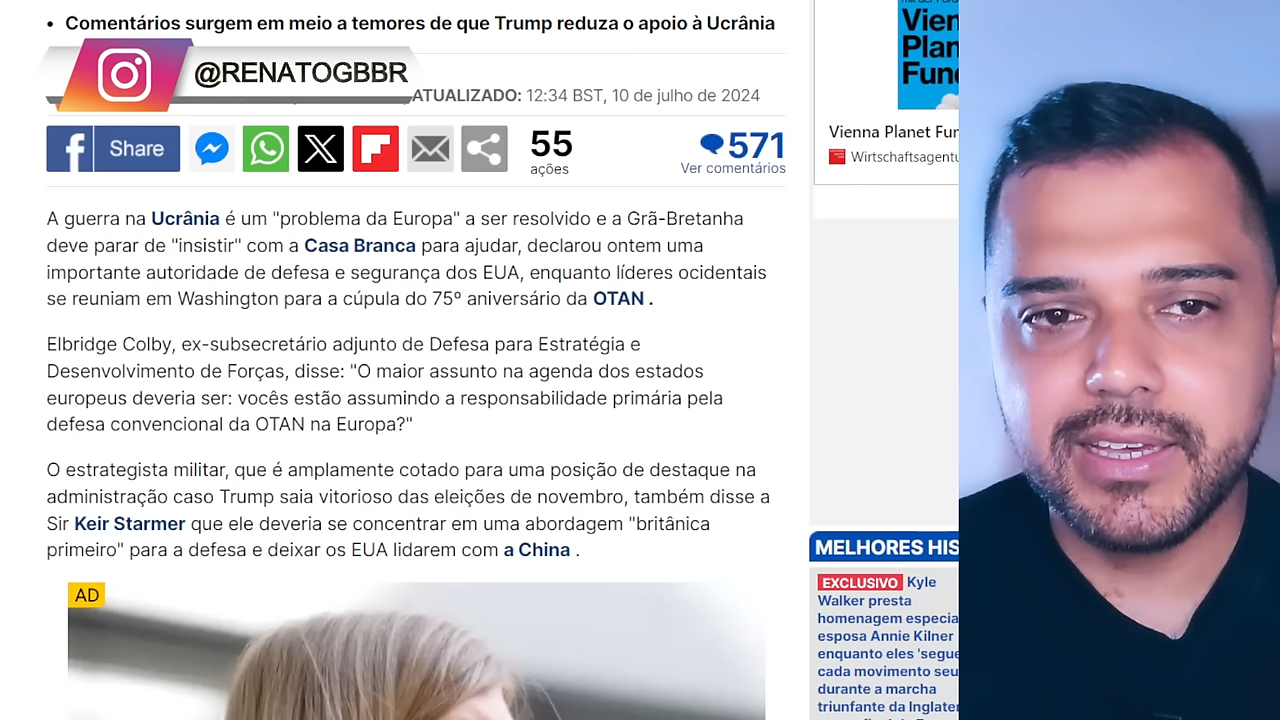 • Comentários surgem em meio a temores de que Trump reduza o apoio à Ucrânia
@RENATOGBBR
ATUALIZADO: 12:34 BST, 10 de julho de 2024
Share
55
ações
571
Ver comentários
A guerra na Ucrânia é um "problema da Europa" a ser resolvido e a Grã-Bretanha
deve parar de "insistir" com a Casa Branca para ajudar, declarou ontem uma
importante autoridade de defesa e segurança dos EUA, enquanto líderes ocidentais
se reuniam em Washington para a cúpula do 75º aniversário da OTAN .
Elbridge Colby, ex-subsecretário adjunto de Defesa para Estratégia e
Desenvolvimento de Forças, disse: "O maior assunto na agenda dos estados
europeus deveria ser: vocês estão assumindo a responsabilidade primária pela
defesa convencional da OTAN na Europa?"
O estrategista militar, que é amplamente cotado para uma posição de destaque na
administração caso Trump saia vitorioso das eleições de novembro, também disse a
Sir Keir Starmer que ele deveria se concentrar em uma abordagem "britânica
primeiro" para a defesa e deixar os EUA lidarem com a China .
AD
Vien
Plan
Fund
Vienna Planet Fun
Wirtschaftsagentu
MELHORES HIS
EXCLUSIVO Kyle
Walker presta
homenagem especia
esposa Annie Kilner
enquanto eles 'segue
cada movimento seu
durante a marcha
triunfante da Inglater